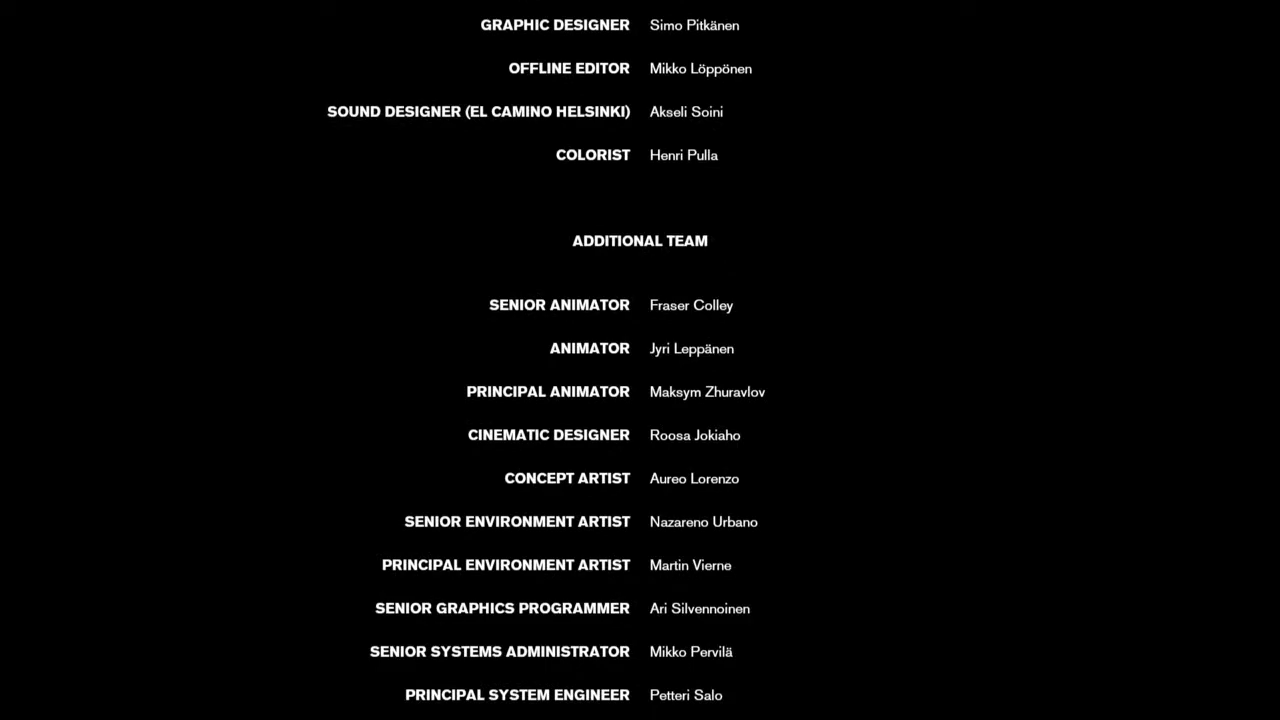 GRAPHIC DESIGNER Simo Pitkänen
OFFLINE EDITOR Mikko Löppönen
SOUND DESIGNER (EL CAMINO HELSINKI) Akseli Soini
COLORIST Henri Pulla
ADDITIONAL TEAM
SENIOR ANIMATOR Fraser Colley
ANIMATOR Jyri Leppänen
PRINCIPAL ANIMATOR Maksym Zhuravlov
CINEMATIC DESIGNER Roosa Jokiaho
CONCEPT ARTIST Aureo Lorenzo
SENIOR ENVIRONMENT ARTIST Nazareno Urbano
PRINCIPAL ENVIRONMENT ARTIST Martin Vierne
SENIOR GRAPHICS PROGRAMMER Ari Silvennoinen
SENIOR SYSTEMS ADMINISTRATOR Mikko Pervilä
PRINCIPAL SYSTEM ENGINEER Petteri Salo